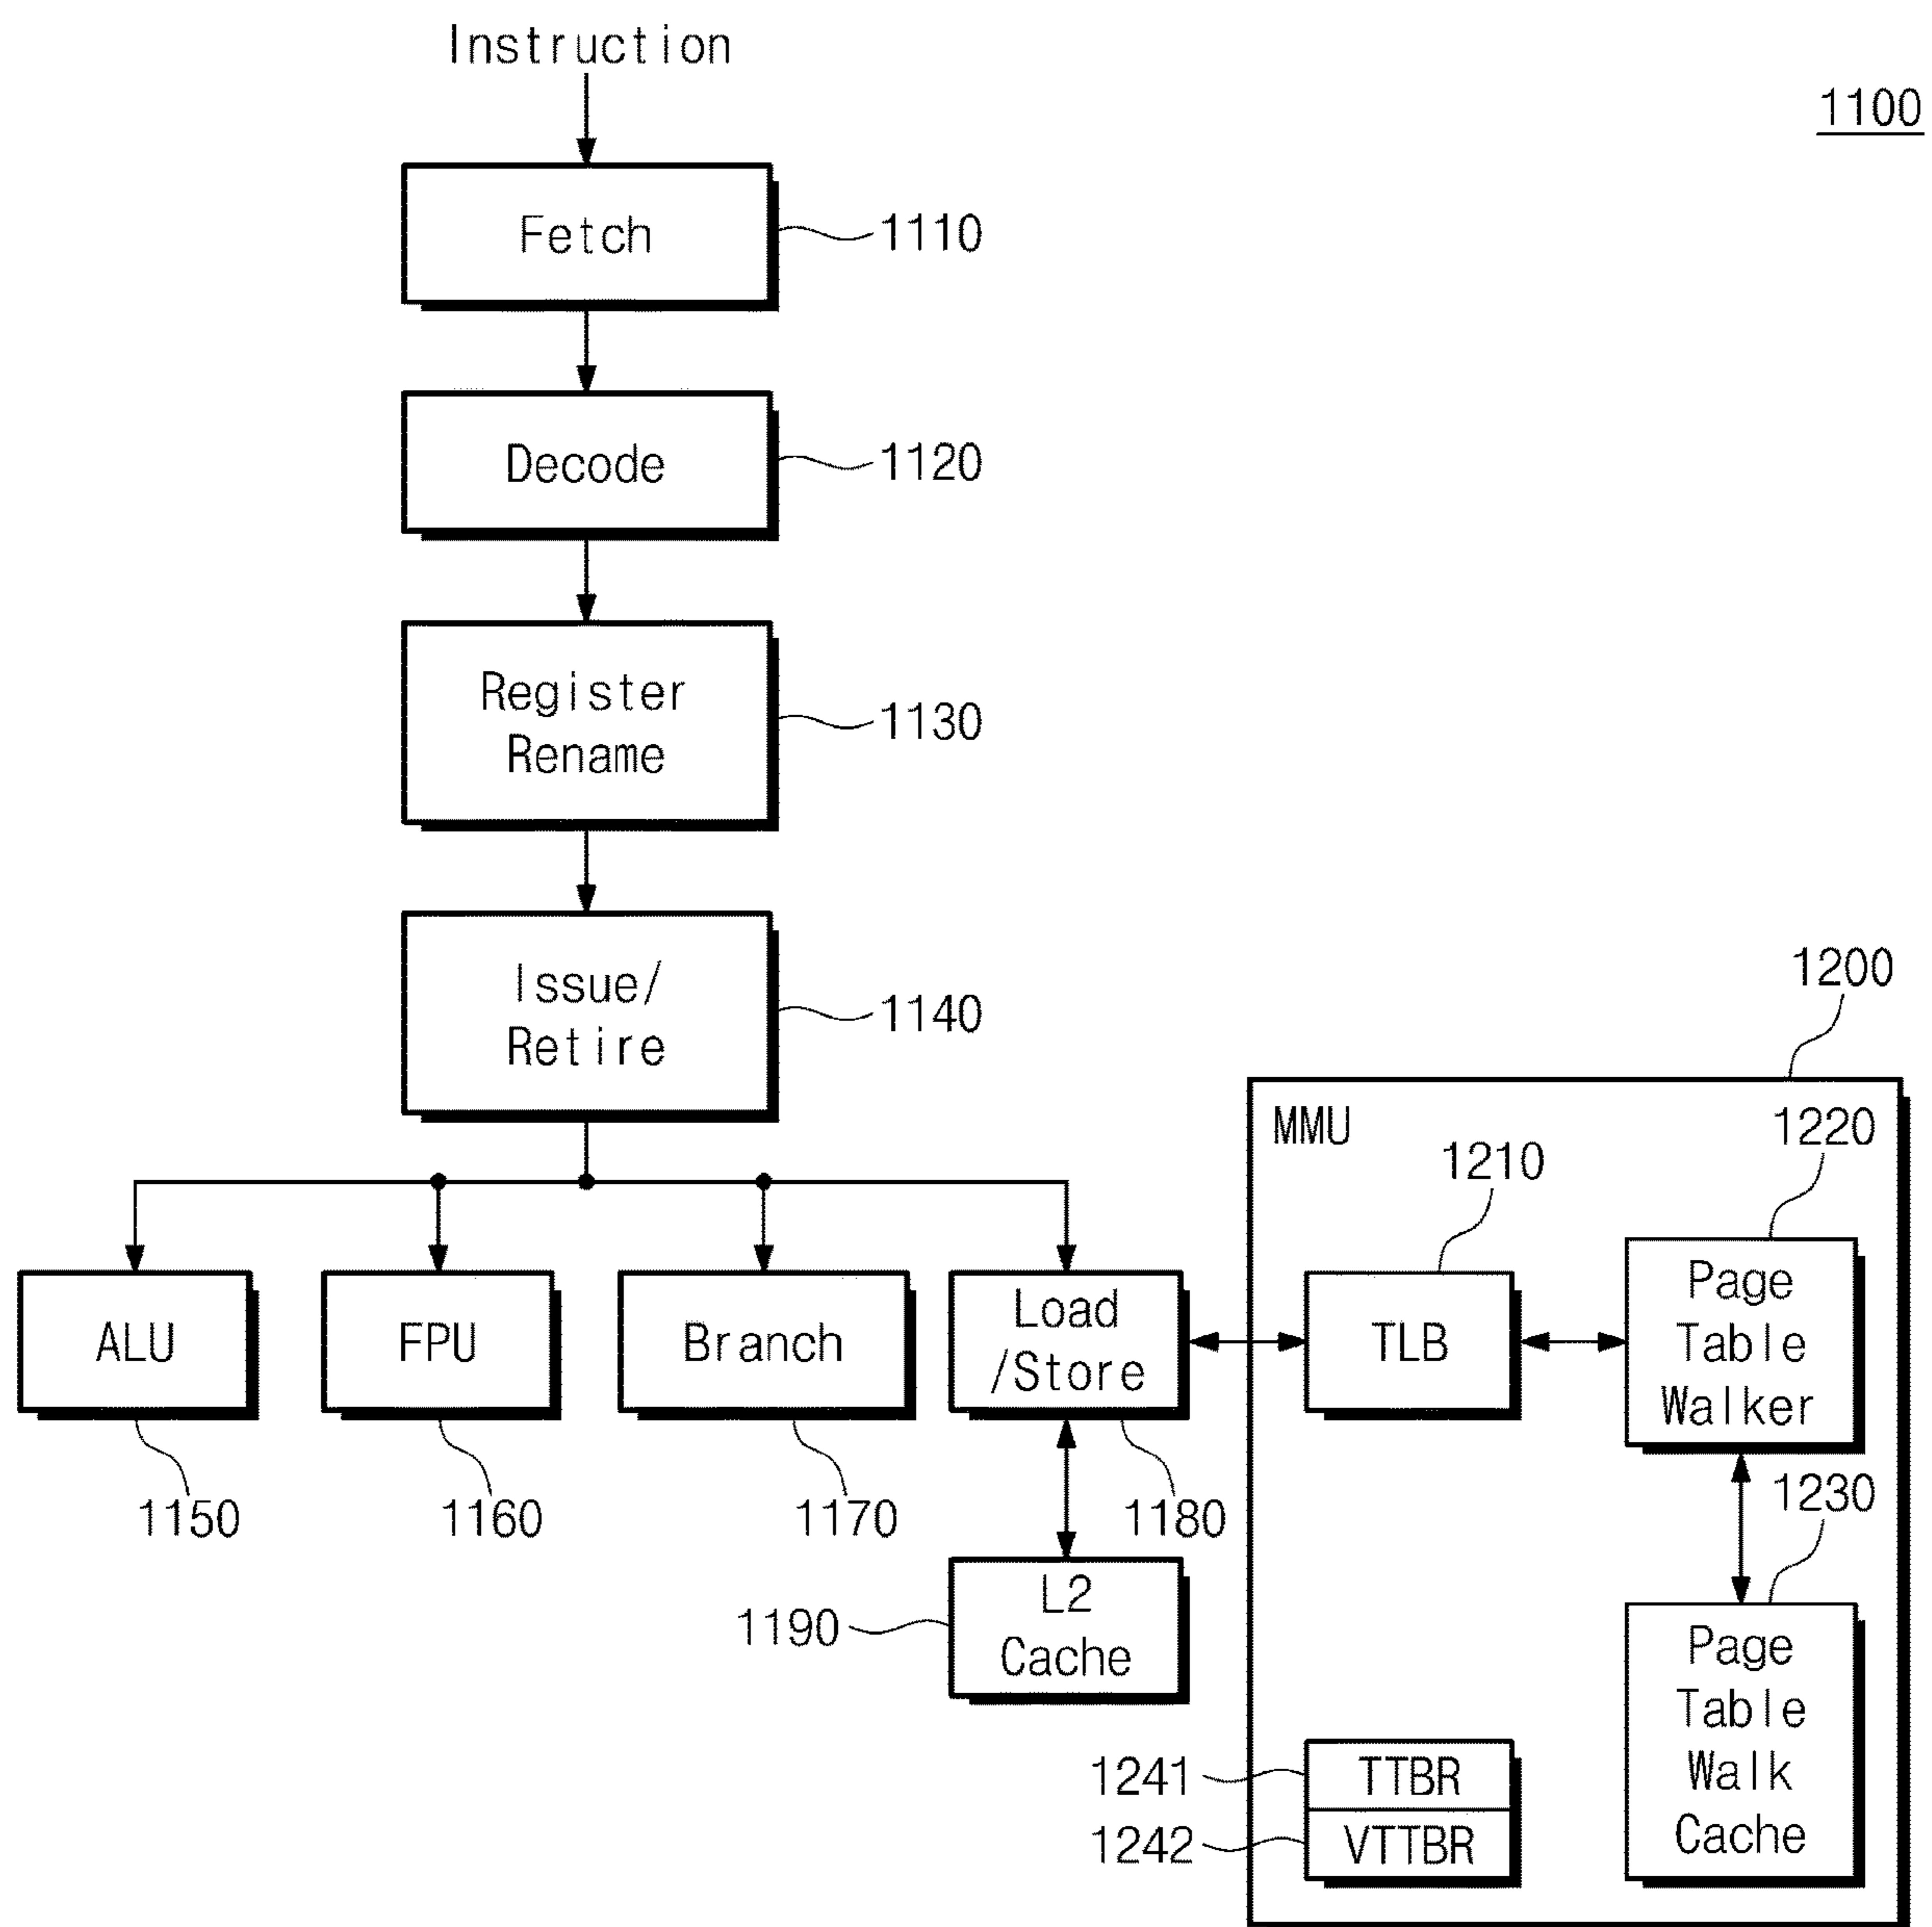 Instruction
1100
Fetch
1110
Decode
1120
Register
Rename
1130
Issue/
Retire
1140
1200
MMU
1220
1210
ALU
FPU
Branch
Load
/Store
TLB
Page
Table
Walker
1150
1160
1170
1180
1230
1190
L2
Cache
Page
Table
Walk
Cache
1241
TTBR
1242
VTTBR